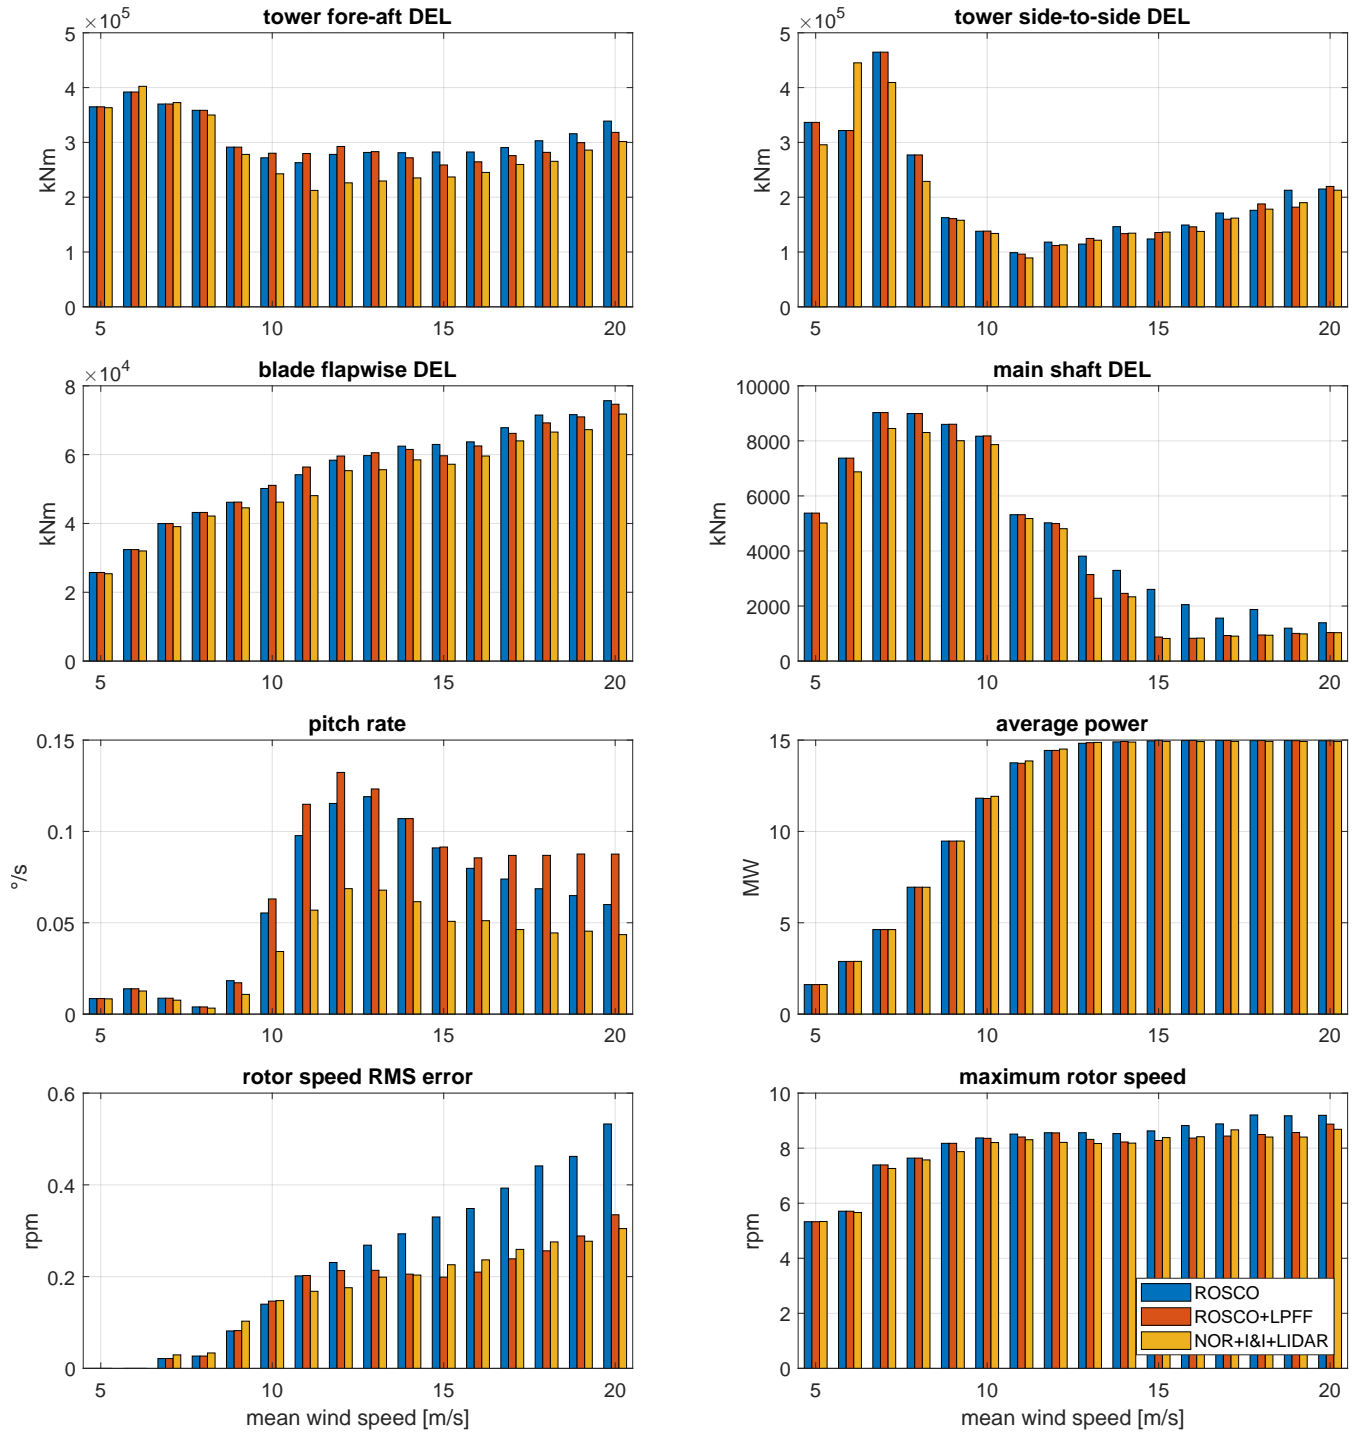 tower fore-aft DEL
×10⁵
5
4
3
2
1
0
kNm
5 10 15 20
tower side-to-side DEL
×10⁵
5
4
3
2
1
0
kNm
5 10 15 20
blade flapwise DEL
×10⁴
8
6
4
2
0
kNm
5 10 15 20
main shaft DEL
10000
8000
6000
4000
2000
0
kNm
5 10 15 20
pitch rate
0.15
0.1
0.05
0
°/s
5 10 15 20
average power
15
10
5
0
MW
5 10 15 20
rotor speed RMS error
0.6
0.4
0.2
0
rpm
5 10 15 20
mean wind speed [m/s]
maximum rotor speed
10
8
6
4
2
0
rpm
ROSCO
ROSCO+LPFF
NOR+I&I+LIDAR
5 10 15 20
mean wind speed [m/s]